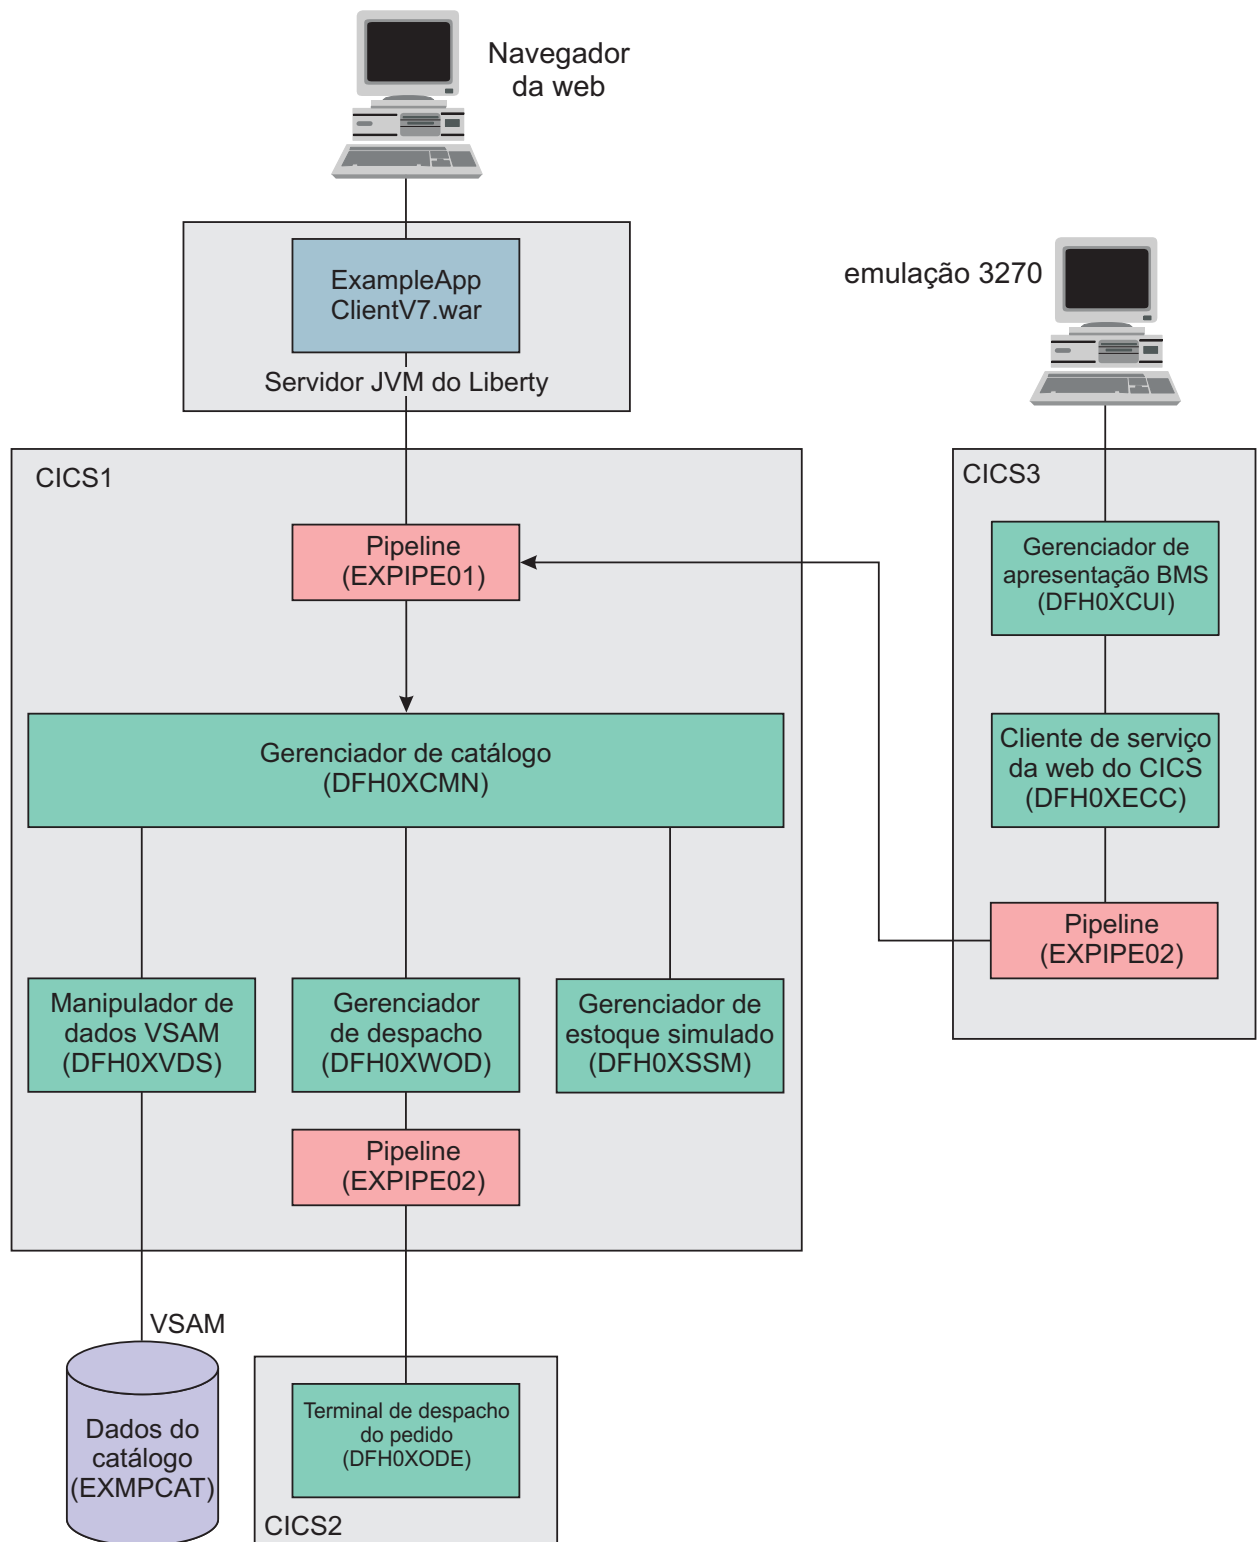 Navegador
da web
ExampleApp
ClientV7.war
Servidor JVM do Liberty
emulação 3270
CICS1
Pipeline
(EXPIPE01)
Gerenciador de catálogo
(DFH0XCMN)
Manipulador de
dados VSAM
(DFH0XVDS)
Gerenciador
de despacho
(DFH0XWOD)
Gerenciador de
estoque simulado
(DFH0XSSM)
Pipeline
(EXPIPE02)
CICS3
Gerenciador de
apresentação BMS
(DFH0XCUI)
Cliente de serviço
da web do CICS
(DFH0XECC)
Pipeline
(EXPIPE02)
VSAM
Dados do
catálogo
(EXMPCAT)
Terminal de despacho
do pedido
(DFH0XODE)
CICS2